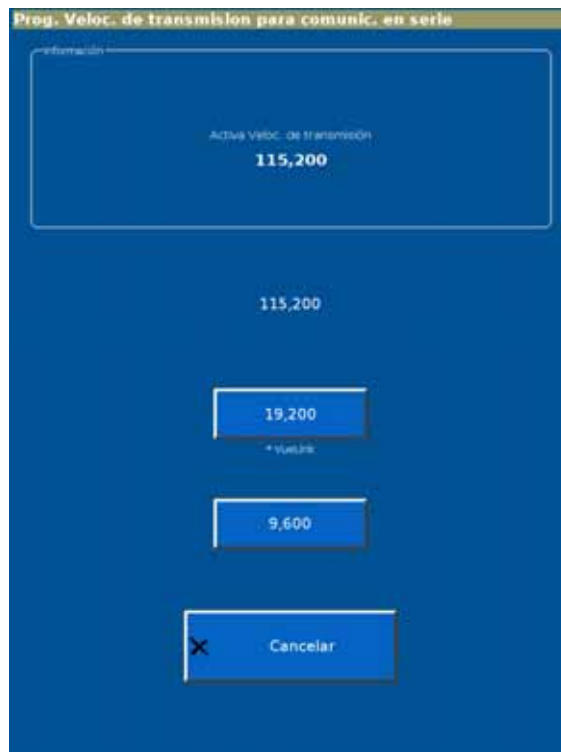 Prog. Veloc. de transmision para comunic. en serie
Información
Activa Veloc. de transmisión
115,200
115,200
19,200
* VueLink
9,600
Cancelar